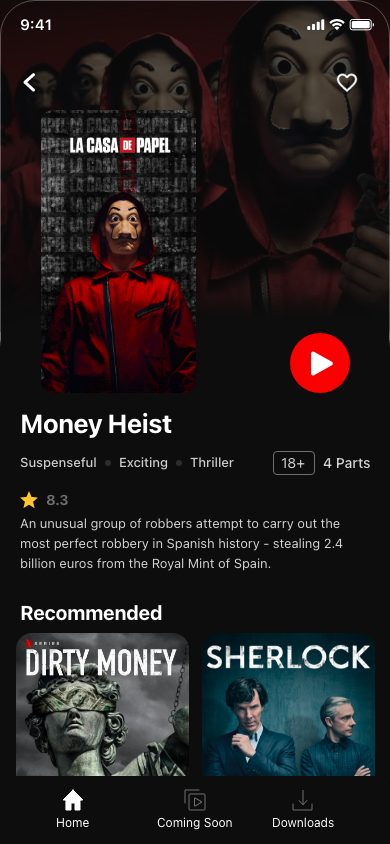 9:41
LA CASA DE PAPEL
Money Heist
Suspenseful Exciting Thriller 18+ 4 Parts
8.3
An unusual group of robbers attempt to carry out the
most perfect robbery in Spanish history - stealing 2.4
billion euros from the Royal Mint of Spain.
Recommended
N SERIES
DIRTY MONEY
SHERLOCK
Home Coming Soon Downloads